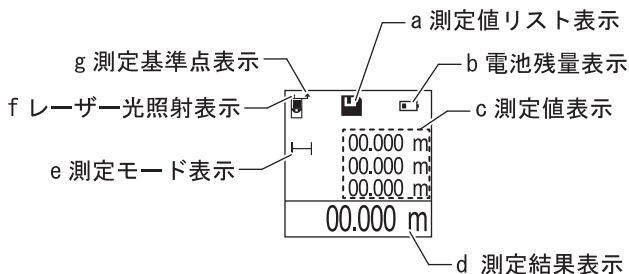 a 測定値リスト表示
g 測定基準点表示
b 電池残量表示
f レーザー光照射表示
c 測定値表示
00.000 m
e 測定モード表示
00.000 m
00.000 m
00.000 m
d 測定結果表示